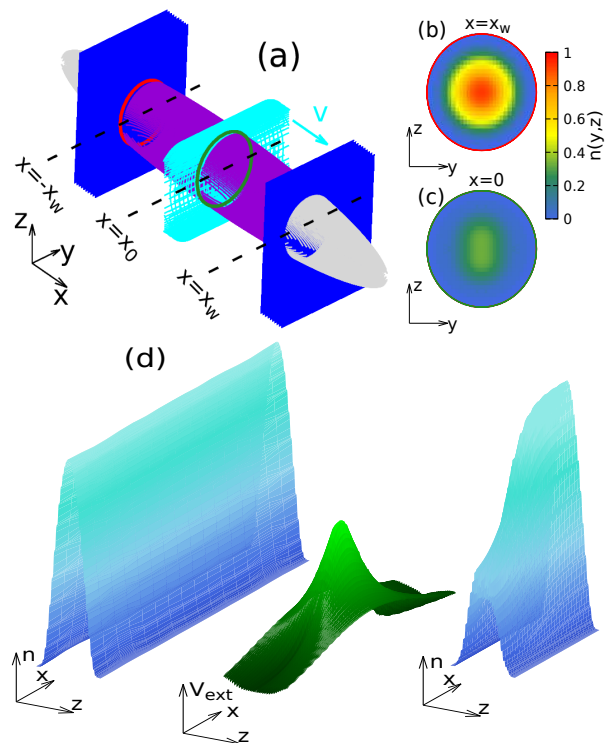 (a)
v
x=-x_w
x=x_0
x=x_w
z
y
x
(b)
x=x_w
z
y
(c)
x=0
z
y
1
0.8
0.6
0.4
0.2
0
n(y,z)
(d)
n
x
z
V_ext
x
z
n
x
z